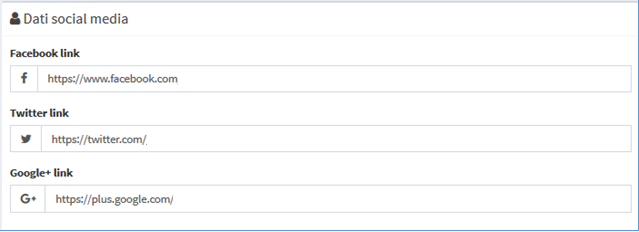 Dati social media
Facebook link
https://www.facebook.com
Twitter link
https://twitter.com/
Google+ link
https://plus.google.com/